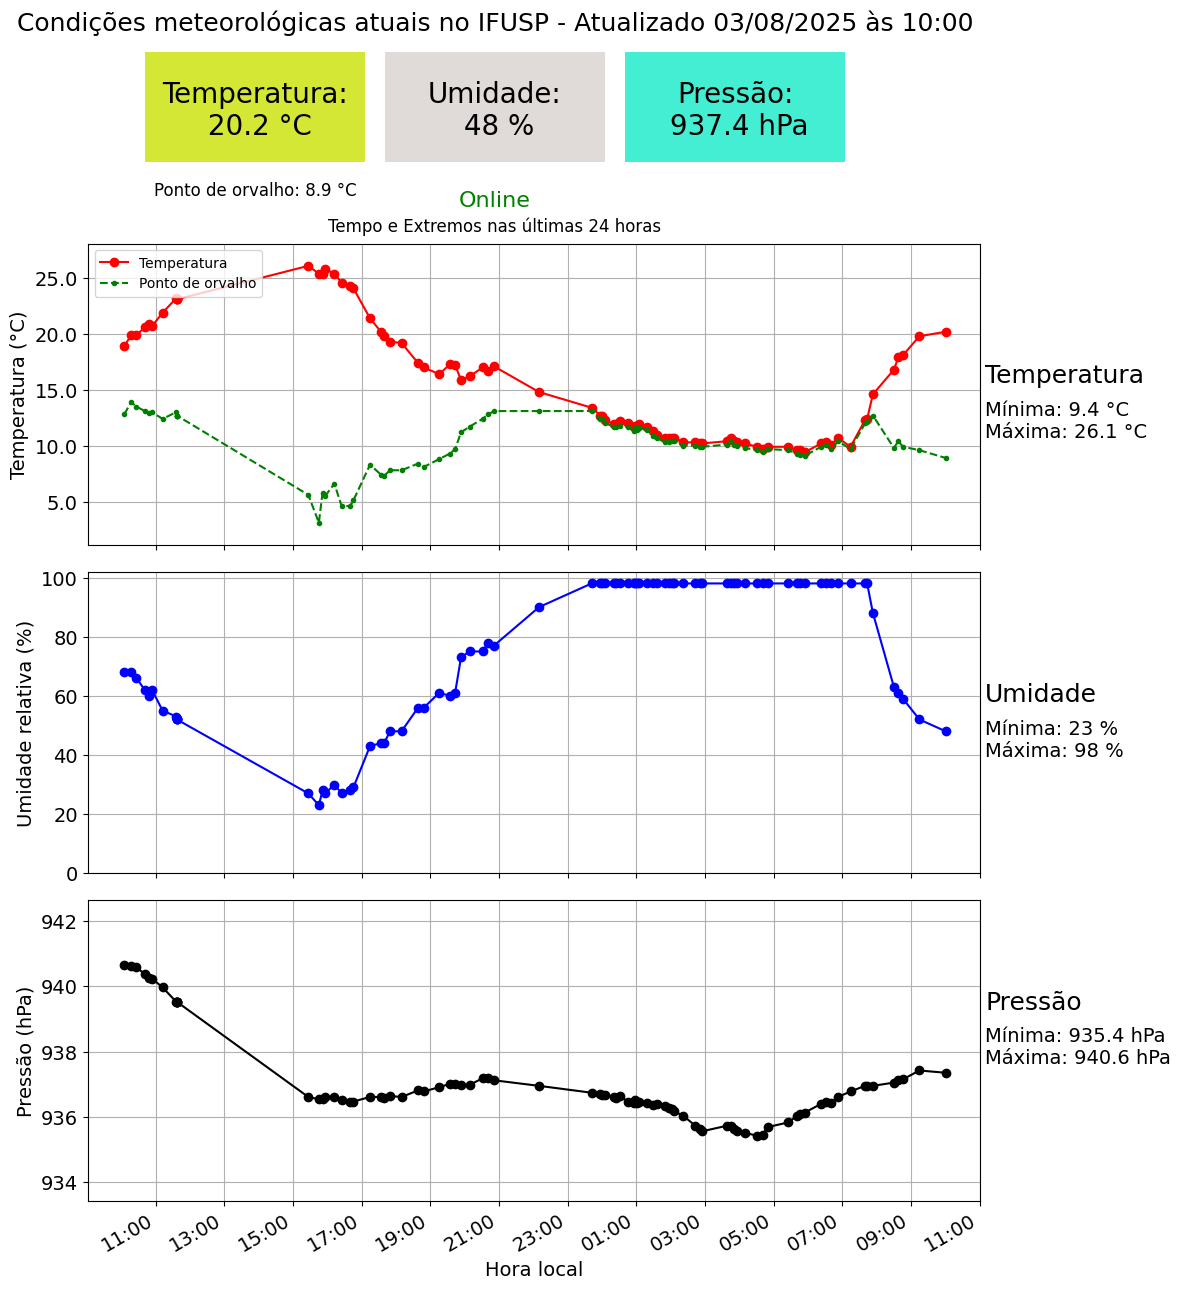 Condições meteorológicas atuais no IFUSP - Atualizado 03/08/2025 às 10:00
Temperatura:
20.2 °C
Umidade:
48 %
Pressão:
937.4 hPa
Ponto de orvalho: 8.9 °C
Online
Tempo e Extremos nas últimas 24 horas
Temperatura
Ponto de orvalho
Temperatura (°C)
25.0
20.0
15.0
10.0
5.0
Temperatura
Mínima: 9.4 °C
Máxima: 26.1 °C
Umidade relativa (%)
100
80
60
40
20
0
Umidade
Mínima: 23 %
Máxima: 98 %
Pressão (hPa)
942
940
938
936
934
Pressão
Mínima: 935.4 hPa
Máxima: 940.6 hPa
11:00 13:00 15:00 17:00 19:00 21:00 23:00 01:00 03:00 05:00 07:00 09:00 11:00
Hora local